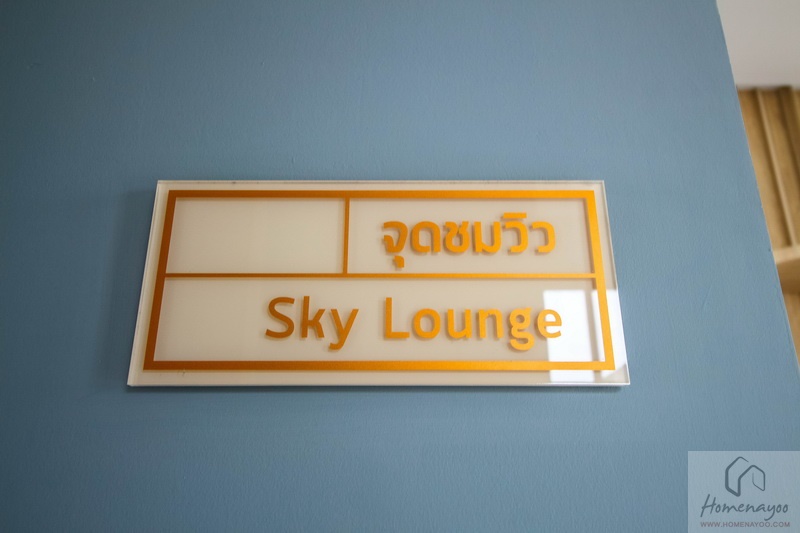 จุดชมวิว
Sky Lounge
Homenayoo
WWW.HOMENAYOO.COM